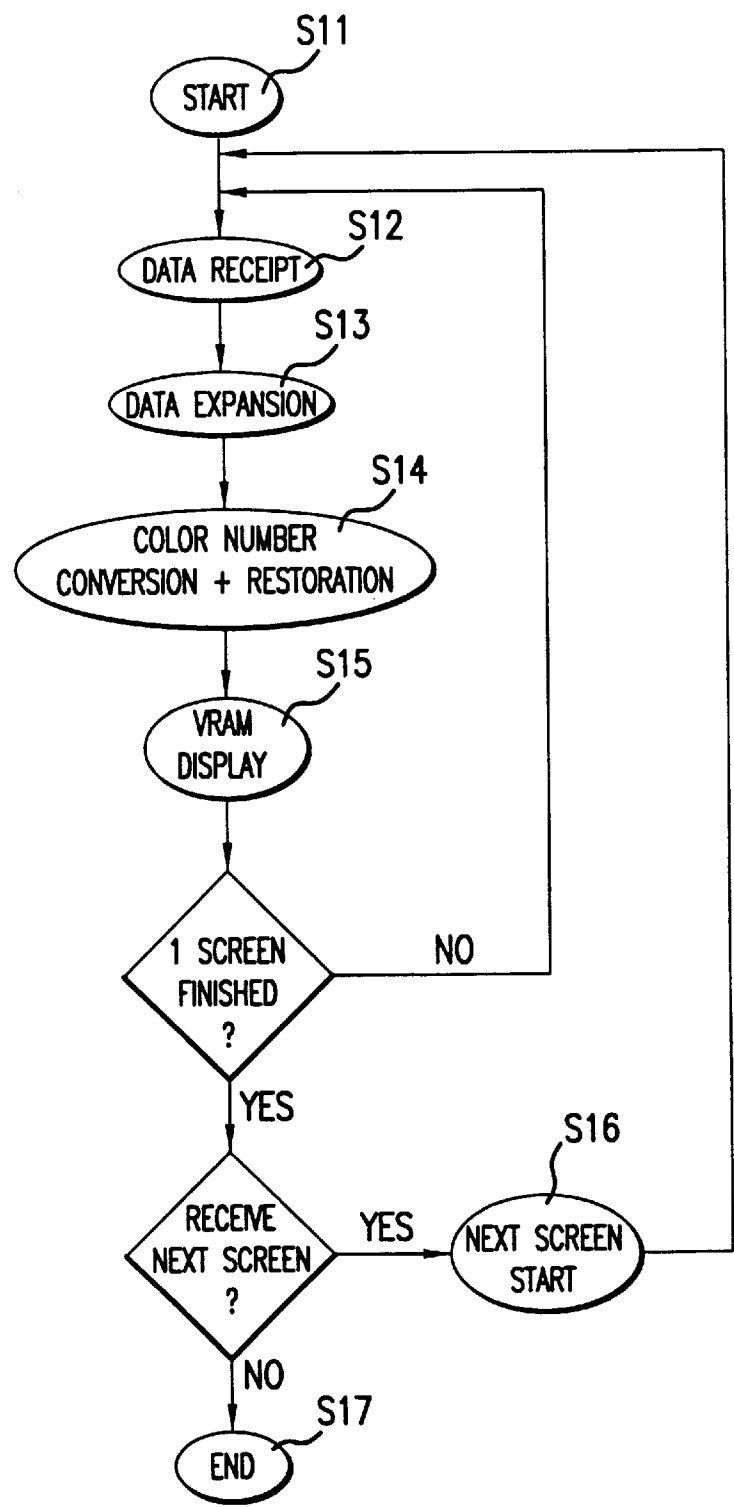 S11
START
S12
DATA RECEIPT
S13
DATA EXPANSION
S14
COLOR NUMBER
CONVERSION + RESTORATION
S15
VRAM
DISPLAY
1 SCREEN
FINISHED
?
NO
YES
RECEIVE
NEXT SCREEN
?
YES
S16
NEXT SCREEN
START
NO
S17
END